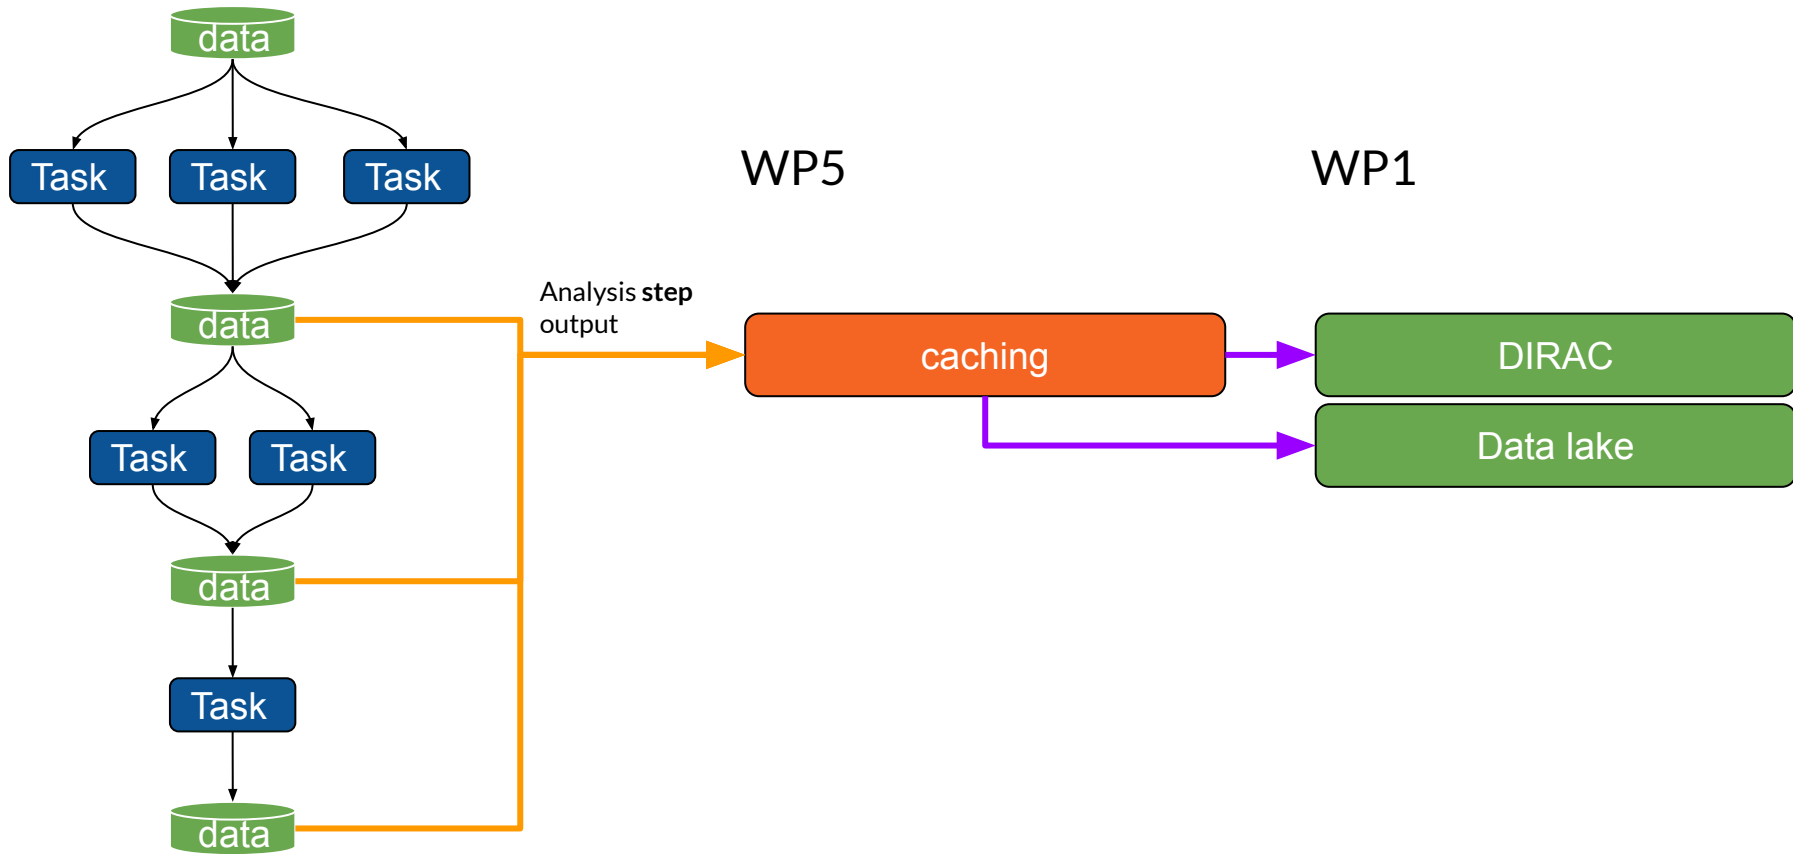 data
Task Task Task
WP5 WP1
data
Analysis step
output
caching DIRAC
Task Task
Data lake
data
Task
data